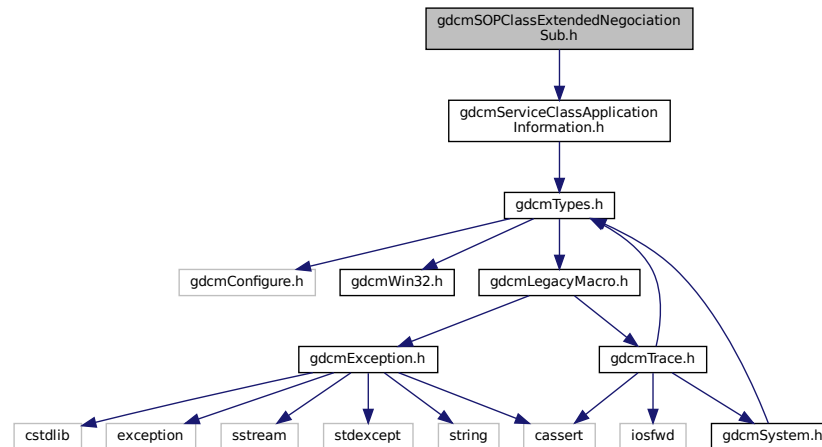 gdcmSOPClassExtendedNegociation
Sub.h
gdcmServiceClassApplication
Information.h
gdcmTypes.h
gdcmConfigure.h
gdcmWin32.h
gdcmLegacyMacro.h
gdcmException.h
gdcmTrace.h
cstdlib
exception
sstream
stdexcept
string
cassert
iosfwd
gdcmSystem.h